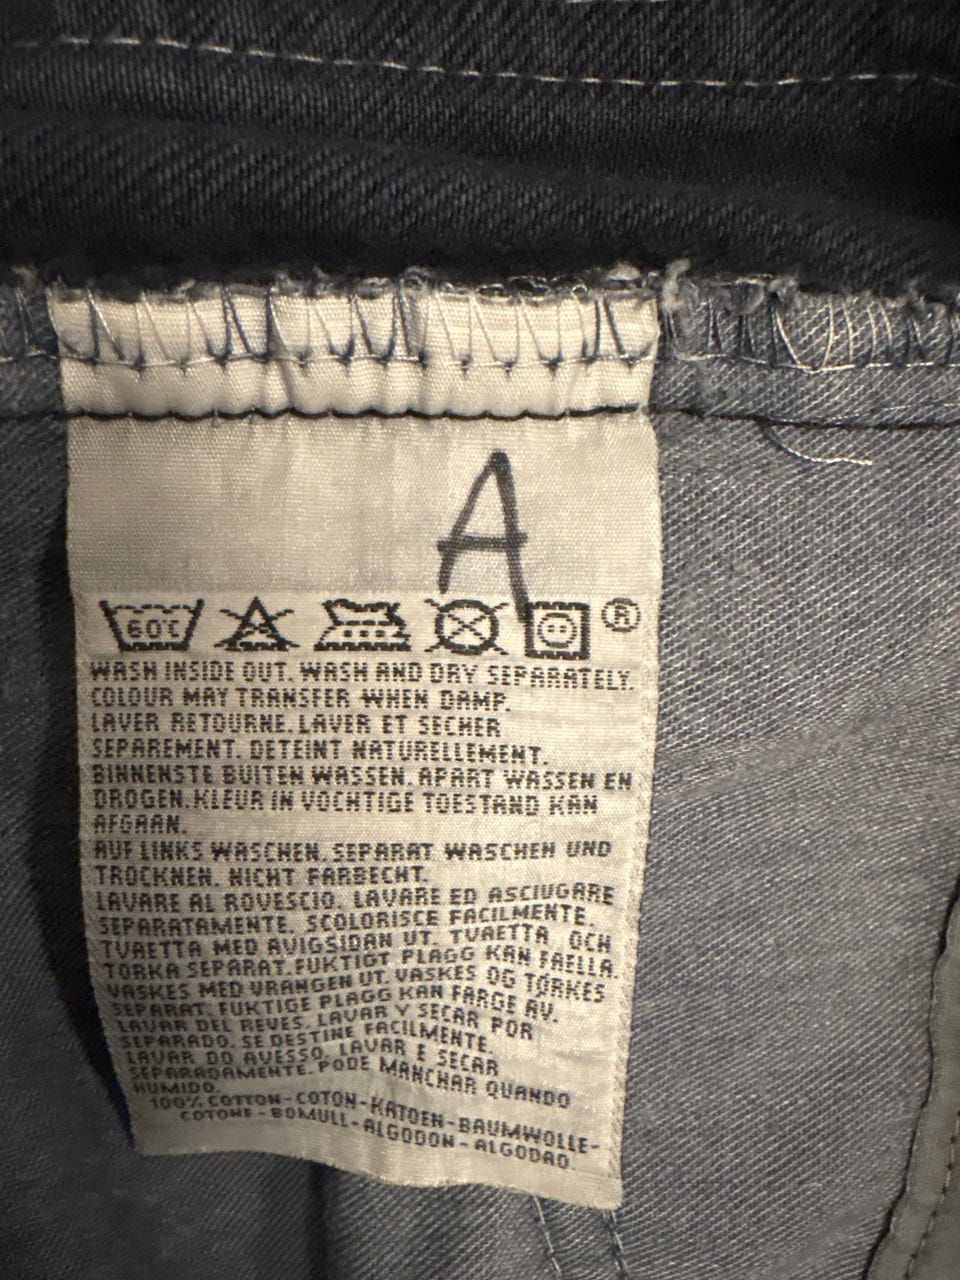 A
60°C
®
WASH INSIDE OUT. WASH AND DRY SEPARATELY.
COLOUR MAY TRANSFER WHEN DAMP.
LAVER RETOURNE. LAVER ET SECHER
SEPAREMENT. DETEINT NATURELLEMENT.
BINNENSTE BUITEN WASSEN. APART WASSEN EN
DROGEN. KLEUR IN VOCHTIGE TOESTAND KAN
AFGAAN.
AUF LINKS WASCHEN. SEPARAT WASCHEN UND
TROCKNEN. NICHT FARBECHT.
LAVARE AL ROVESCIO. LAVARE ED ASCIUGARE
SEPARATAMENTE. SCOLORISCE FACILMENTE.
TVAETTA MED AVIGSIDAN UT. TVAETTA OCH
TORKA SEPARAT. FUKTIGT PLAGG KAN FAELLA.
VASKES MED VRANGEN UT. VASKES OG TORKES
SEPARAT. FUKTIGE PLAGG KAN FARGE AV.
LAVAR DEL REVES. LAVAR Y SECAR POR
SEPARADO. SE DESTINE FACILMENTE.
LAVAR DO AVESSO. LAVAR E SECAR
SEPARADAMENTE. PODE MANCHAR QUANDO
HUMIDO.
100% COTTON-COTON-KATOEN-BAUMWOLLE-
COTONE-BOMULL-ALGODON-ALGODAO.